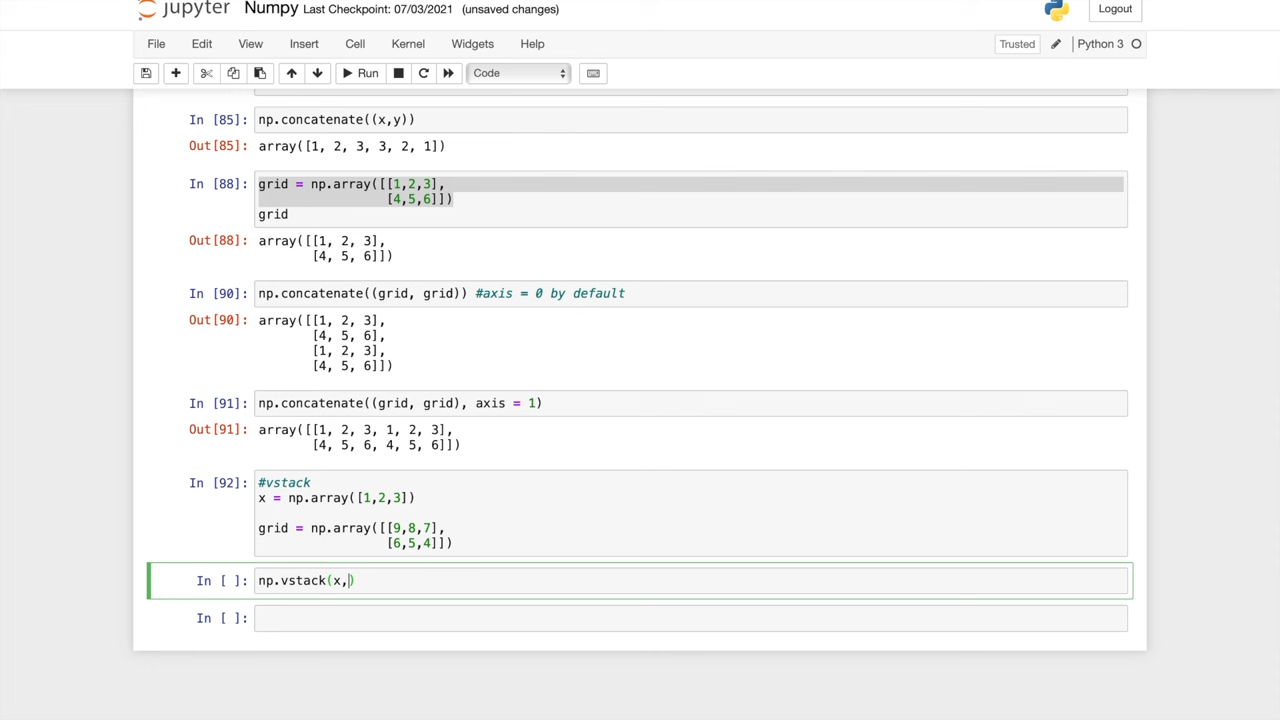 jupyter Numpy Last Checkpoint: 07/03/2021 (unsaved changes) Logout
File Edit View Insert Cell Kernel Widgets Help Trusted Python 3
Run Code
In [85]: np.concatenate((x,y))
Out[85]: array([1, 2, 3, 3, 2, 1])
In [88]: grid = np.array([[1,2,3],
[4,5,6]])
grid
Out[88]: array([[1, 2, 3],
[4, 5, 6]])
In [90]: np.concatenate((grid, grid)) #axis = 0 by default
Out[90]: array([[1, 2, 3],
[4, 5, 6],
[1, 2, 3],
[4, 5, 6]])
In [91]: np.concatenate((grid, grid), axis = 1)
Out[91]: array([[1, 2, 3, 1, 2, 3],
[4, 5, 6, 4, 5, 6]])
In [92]: #vstack
x = np.array([1,2,3])
grid = np.array([[9,8,7],
[6,5,4]])
In [ ]: np.vstack(x,)
In [ ]: